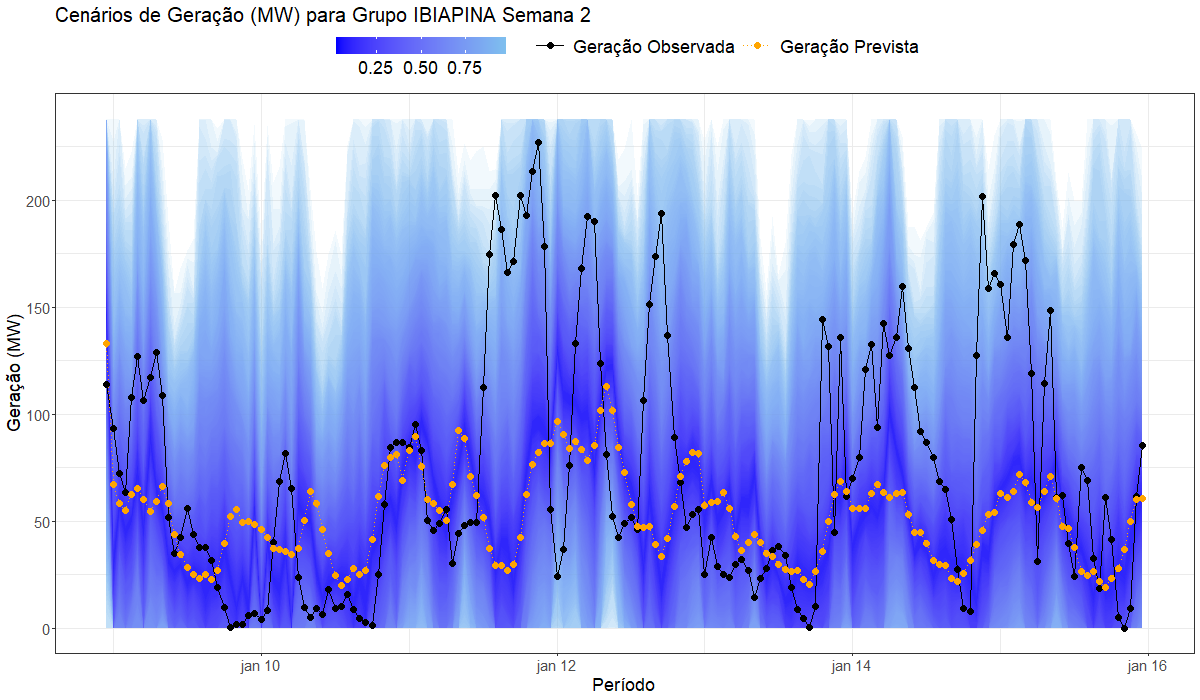 Cenários de Geração (MW) para Grupo IBIAPINA Semana 2
0.25 0.50 0.75
Geração Observada
Geração Prevista
Geração (MW)
200
150
100
50
0
jan 10
jan 12
jan 14
jan 16
Período